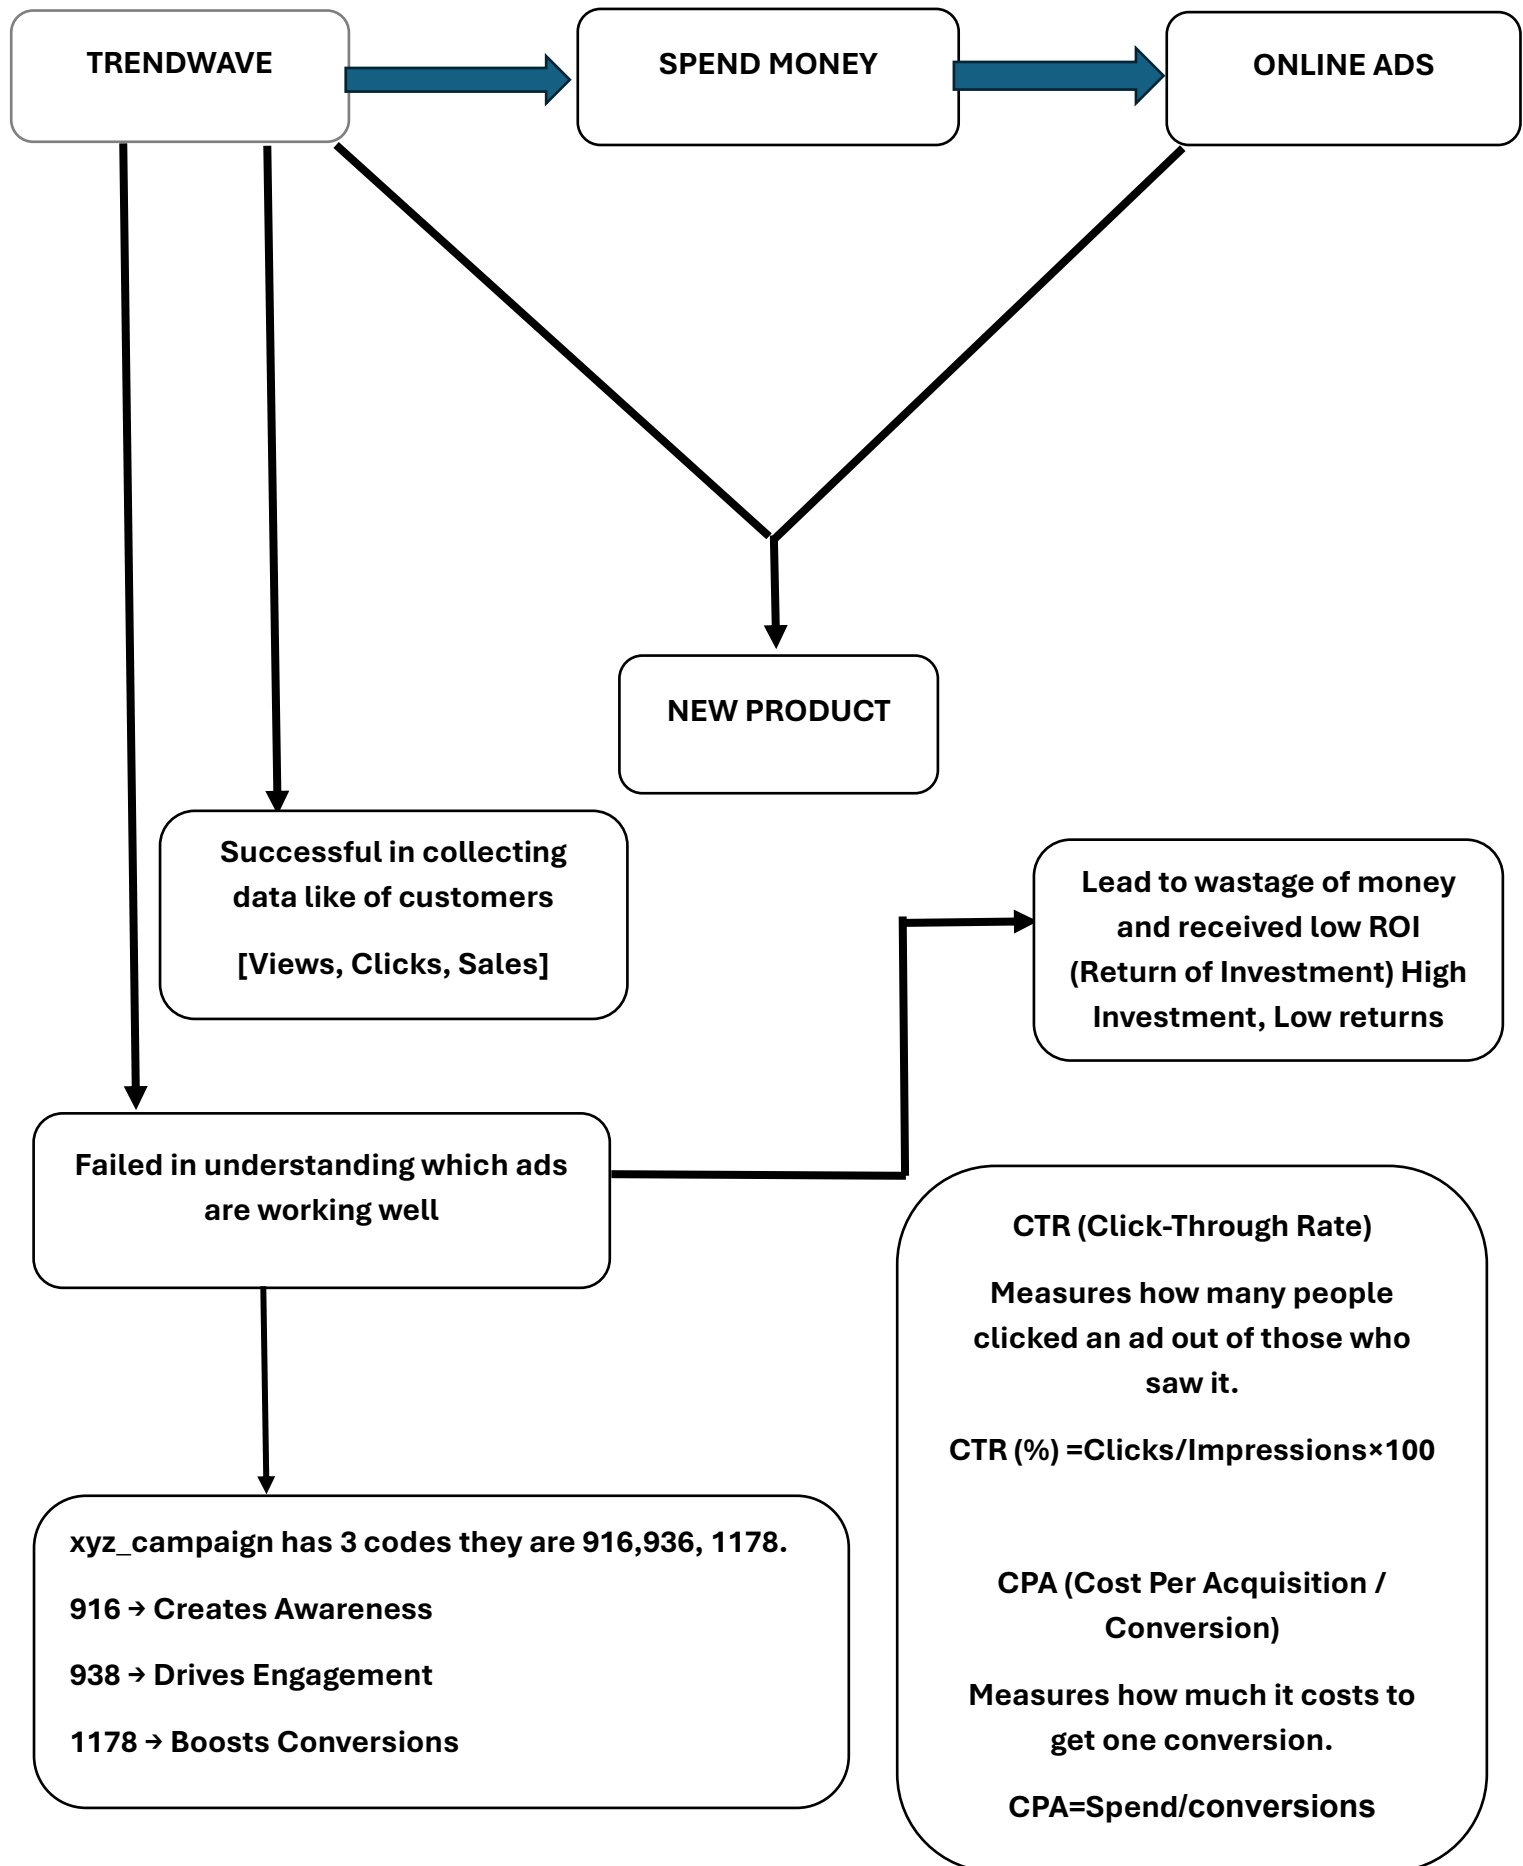 TRENDWAVE
SPEND MONEY
ONLINE ADS
NEW PRODUCT
Successful in collecting
data like of customers
[Views, Clicks, Sales]
Lead to wastage of money
and received low ROI
(Return of Investment) High
Investment, Low returns
Failed in understanding which ads
are working well
CTR (Click-Through Rate)
Measures how many people
clicked an ad out of those who
saw it.
CTR (%) =Clicks/Impressions×100
CPA (Cost Per Acquisition /
Conversion)
Measures how much it costs to
get one conversion.
CPA=Spend/conversions
xyz_campaign has 3 codes they are 916,936, 1178.
916 → Creates Awareness
938 → Drives Engagement
1178 → Boosts Conversions